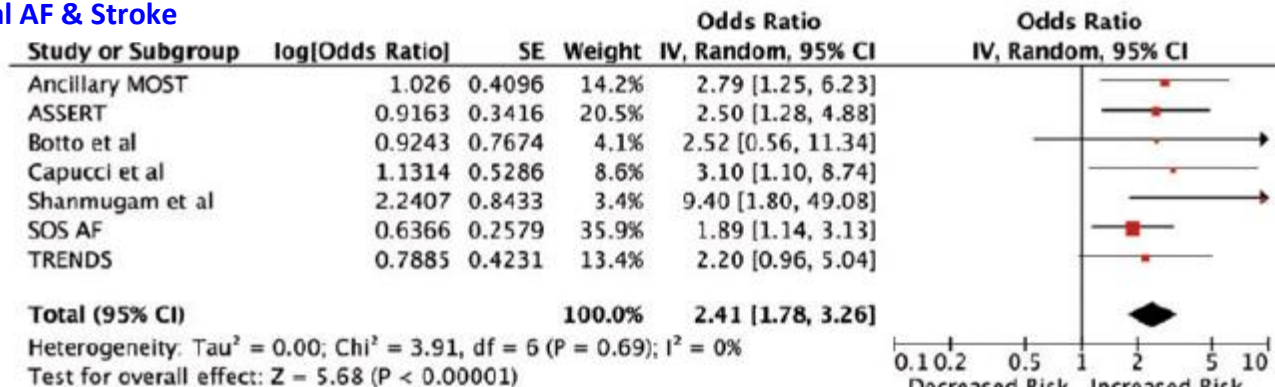 al AF & Stroke
Odds Ratio Odds Ratio
Study or Subgroup log[Odds Ratio] SE Weight IV, Random, 95% CI IV, Random, 95% CI
Ancillary MOST 1.026 0.4096 14.2% 2.79 [1.25, 6.23]
ASSERT 0.9163 0.3416 20.5% 2.50 [1.28, 4.88]
Botto et al 0.9243 0.7674 4.1% 2.52 [0.56, 11.34]
Capucci et al 1.1314 0.5286 8.6% 3.10 [1.10, 8.74]
Shanmugam et al 2.2407 0.8433 3.4% 9.40 [1.80, 49.08]
SOS AF 0.6366 0.2579 35.9% 1.89 [1.14, 3.13]
TRENDS 0.7885 0.4231 13.4% 2.20 [0.96, 5.04]
Total (95% CI) 100.0% 2.41 [1.78, 3.26]
Heterogeneity: Tau² = 0.00; Chi² = 3.91, df = 6 (P = 0.69); I² = 0%
Test for overall effect: Z = 5.68 (P < 0.00001)
0.1 0.2 0.5 1 2 5 10
Decreased Risk Increased Risk